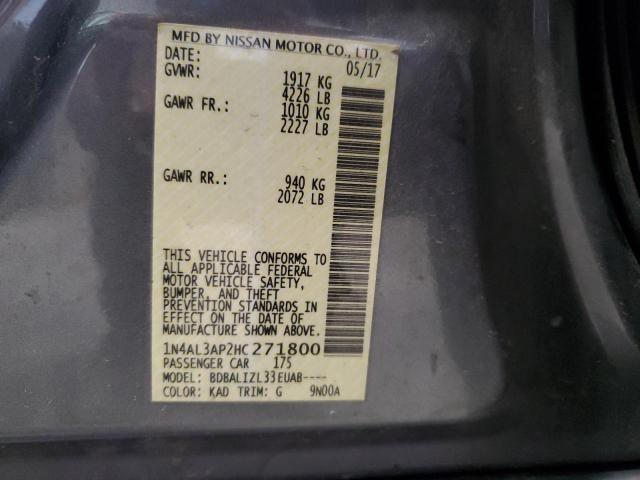 MFD BY NISSAN MOTOR CO., LTD.
DATE: 05/17
GVWR: 1917 KG
4226 LB
GAWR FR.: 1010 KG
2227 LB
GAWR RR.: 940 KG
2072 LB
THIS VEHICLE CONFORMS TO
ALL APPLICABLE FEDERAL
MOTOR VEHICLE SAFETY,
BUMPER, AND THEFT
PREVENTION STANDARDS IN
EFFECT ON THE DATE OF
MANUFACTURE SHOWN ABOVE.
1N4AL3AP2HC271800
PASSENGER CAR 175
MODEL: BDBALIZL33EUAB----
COLOR: KAD TRIM: G 9N00A